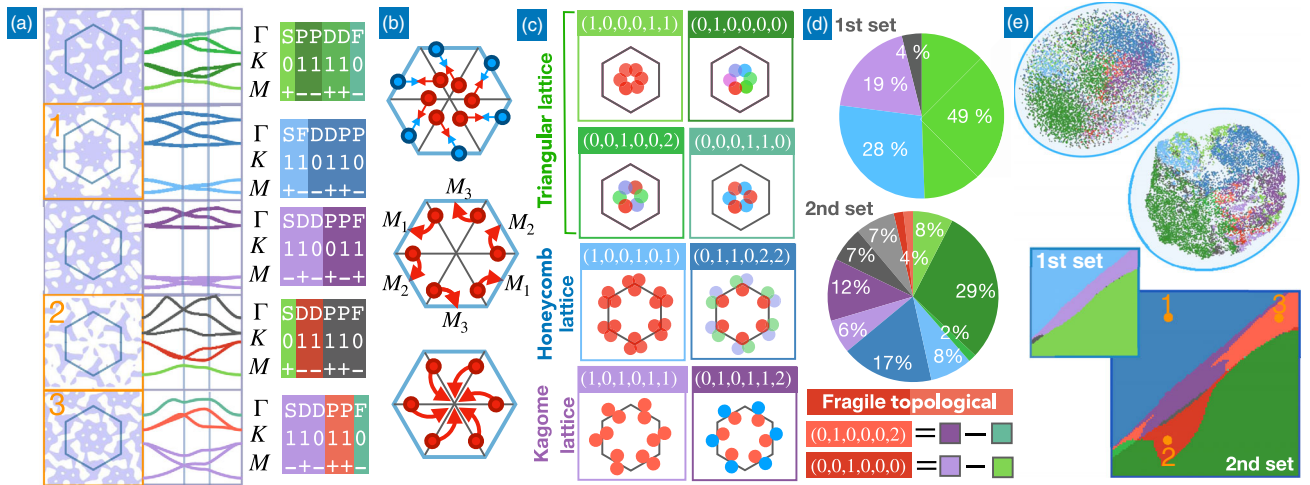 (a)
Γ
K
M
SPPDDF
011110
+--++-
1
Γ
K
M
SFDDPP
110110
+--++-
Γ
K
M
SDDPPF
110011
-+-+-+
2
Γ
K
M
SDDPPF
011110
+--++-
3
Γ
K
M
SDDPPF
110110
-+-++-
(b)
M3
M1
M2
M2
M1
M3
(c)
Triangular lattice
(1,0,0,0,1,1)
(0,1,0,0,0,0)
(0,0,1,0,0,2)
(0,0,0,1,1,0)
Honeycomb
lattice
(1,0,0,1,0,0)
(0,1,1,0,2,2)
Kagome
lattice
(1,0,1,0,1,1)
(0,1,0,1,1,2)
(d)
1st set
4 %
19 %
49 %
28 %
2nd set
7%
4%
8%
7%
29%
12%
2%
6%
8%
17%
Fragile topological
(0,1,0,0,0,2) = −
(0,0,1,0,0,0) = −
(e)
1st set
1
3
2
2nd set